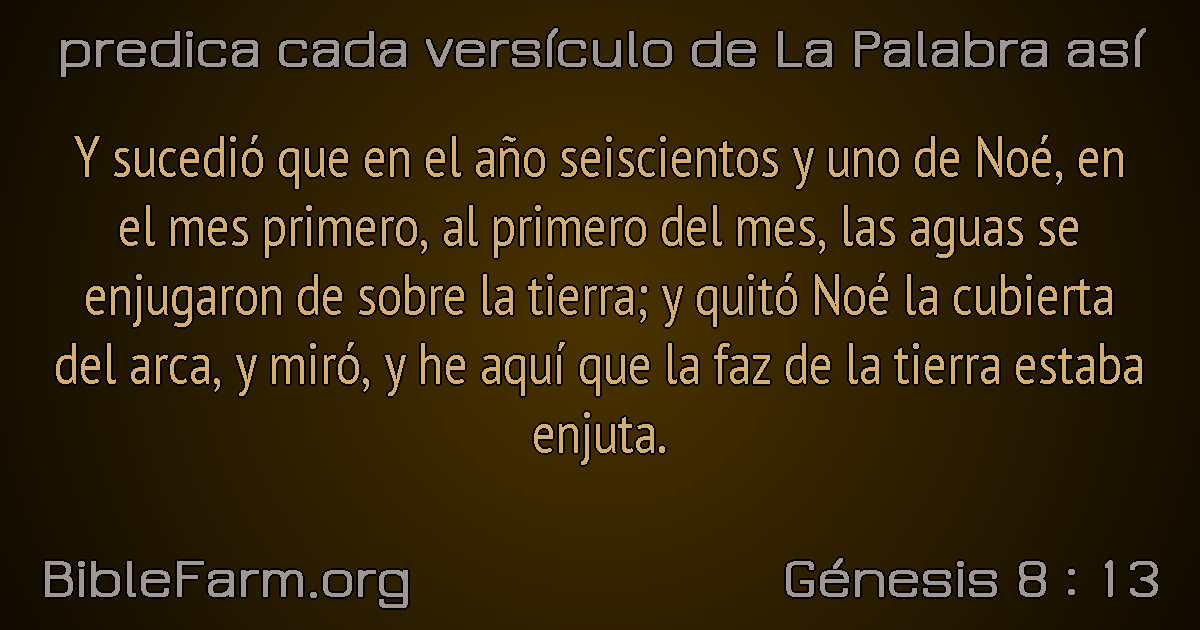 predica cada versículo de La Palabra así
Y sucedió que en el año seiscientos y uno de Noé, en
el mes primero, al primero del mes, las aguas se
enjugaron de sobre la tierra; y quitó Noé la cubierta
del arca, y miró, y he aquí que la faz de la tierra estaba
enjuta.
BibleFarm.org
Génesis 8 : 13